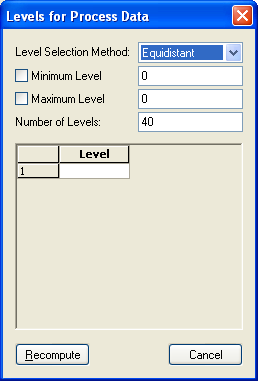 Levels for Process Data
Level Selection Method: Equidistant
Minimum Level 0
Maximum Level 0
Number of Levels: 40
Level
1
Recompute Cancel